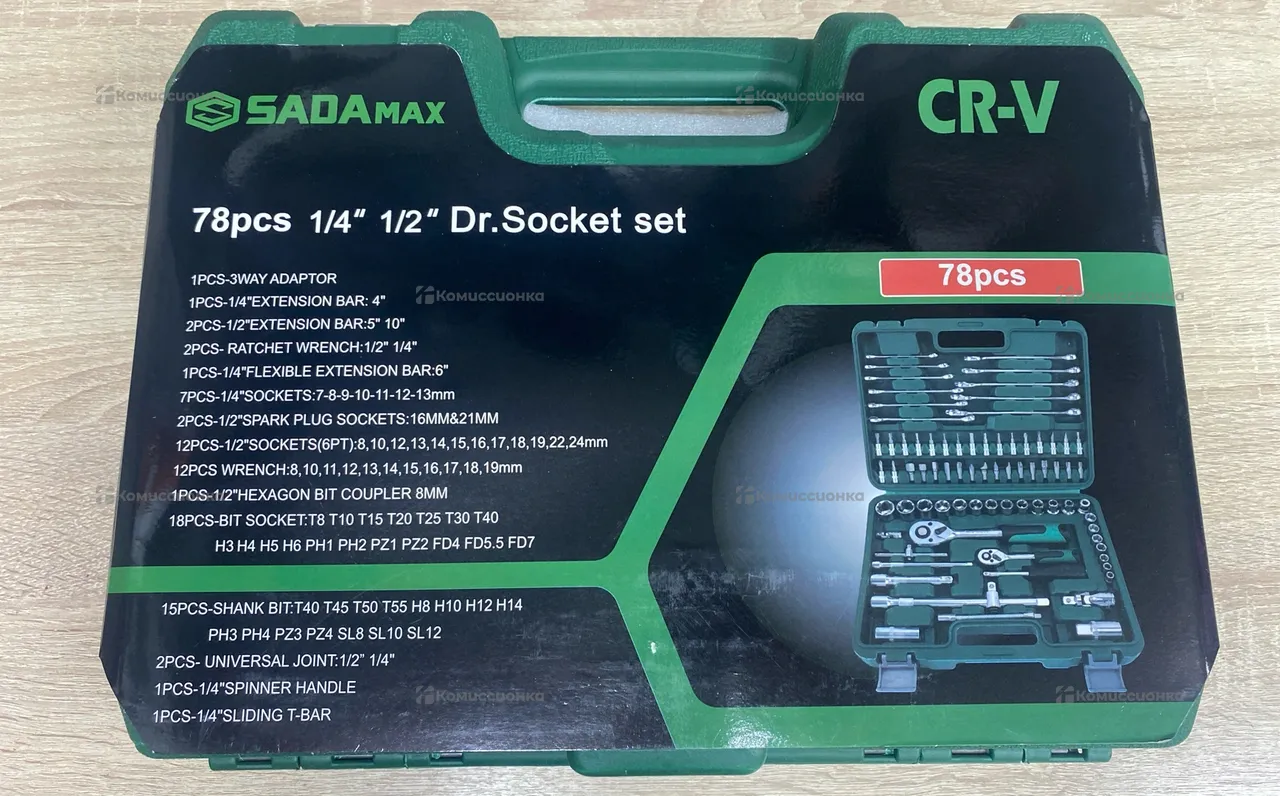 SADAMAX
CR-V
78pcs 1/4" 1/2" Dr.Socket set
78pcs
1PCS-3WAY ADAPTOR
1PCS-1/4"EXTENSION BAR: 4"
2PCS-1/2"EXTENSION BAR:5" 10"
2PCS- RATCHET WRENCH:1/2" 1/4"
1PCS-1/4"FLEXIBLE EXTENSION BAR:6"
7PCS-1/4"SOCKETS:7-8-9-10-11-12-13mm
2PCS-1/2"SPARK PLUG SOCKETS:16MM&21MM
12PCS-1/2"SOCKETS(6PT):8,10,12,13,14,15,16,17,18,19,22,24mm
12PCS WRENCH:8,10,11,12,13,14,15,16,17,18,19mm
1PCS-1/2"HEXAGON BIT COUPLER 8MM
18PCS-BIT SOCKET:T8 T10 T15 T20 T25 T30 T40
H3 H4 H5 H6 PH1 PH2 PZ1 PZ2 FD4 FD5.5 FD7
15PCS-SHANK BIT:T40 T45 T50 T55 H8 H10 H12 H14
PH3 PH4 PZ3 PZ4 SL8 SL10 SL12
2PCS- UNIVERSAL JOINT:1/2" 1/4"
1PCS-1/4"SPINNER HANDLE
1PCS-1/4"SLIDING T-BAR
Комиссионка
Комиссионка
Комиссионка
Комиссионка
Комиссионка
Комиссионка
Комиссионка